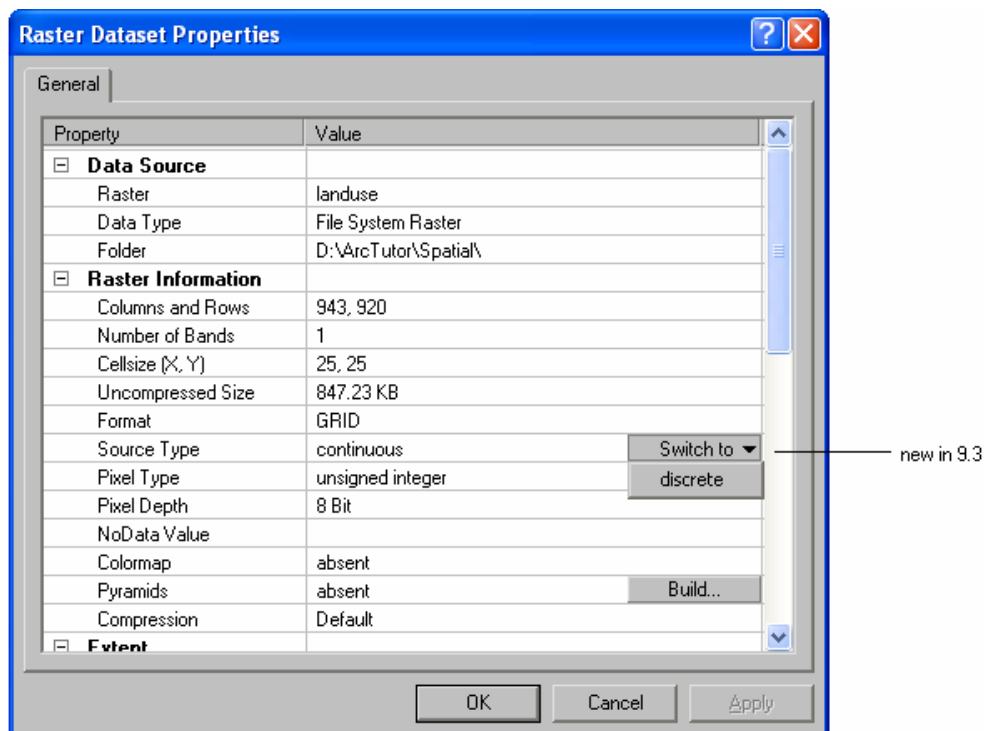 Raster Dataset Properties
General
Property Value
Data Source
Raster landuse
Data Type File System Raster
Folder D:\ArcTutor\Spatial\
Raster Information
Columns and Rows 943, 920
Number of Bands 1
Cellsize (X, Y) 25, 25
Uncompressed Size 847.23 KB
Format GRID
Source Type continuous Switch to new in 9.3
Pixel Type unsigned integer discrete
Pixel Depth 8 Bit
NoData Value
Colormap absent
Pyramids absent Build...
Compression Default
Extent
OK Cancel Apply